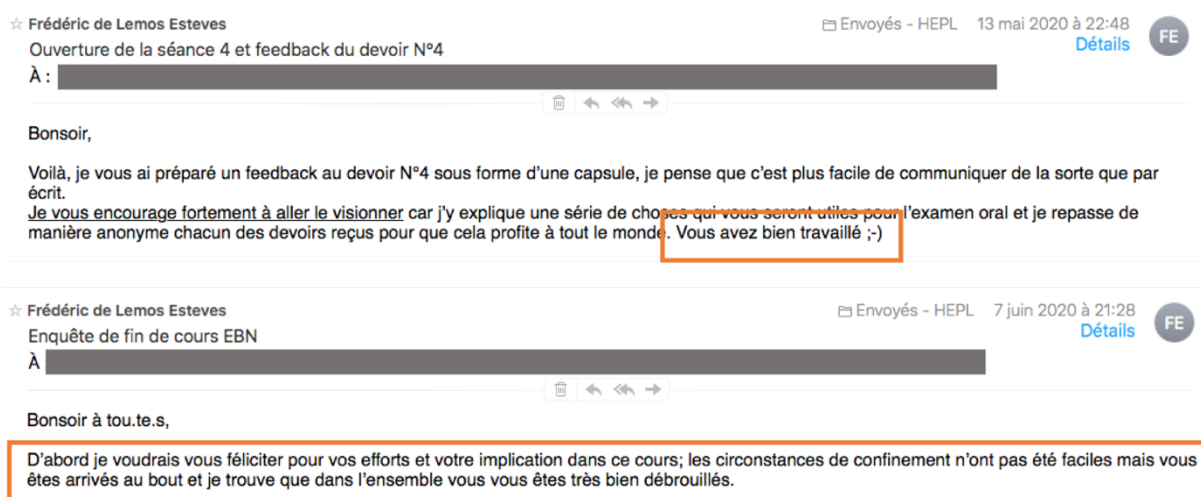 Frédéric de Lemos Esteves
Envoyés - HEPL 13 mai 2020 à 22:48
FE
Ouverture de la séance 4 et feedback du devoir Nº4
Détails
À :
Bonsoir,
Voilà, je vous ai préparé un feedback au devoir Nº4 sous forme d’une capsule, je pense que c’est plus facile de communiquer de la sorte que par
écrit.
Je vous encourage fortement à aller le visionner car j’y explique une série de choses qui vous seront utiles pour l’examen oral et je repasse de
manière anonyme chacun des devoirs reçus pour que cela profite à tout le monde. Vous avez bien travaillé ;-)
Frédéric de Lemos Esteves
Envoyés - HEPL 7 juin 2020 à 21:28
FE
Enquête de fin de cours EBN
Détails
À
Bonsoir à tou.te.s,
D’abord je voudrais vous féliciter pour vos efforts et votre implication dans ce cours; les circonstances de confinement n’ont pas été faciles mais vous
êtes arrivés au bout et je trouve que dans l’ensemble vous vous êtes très bien débrouillés.